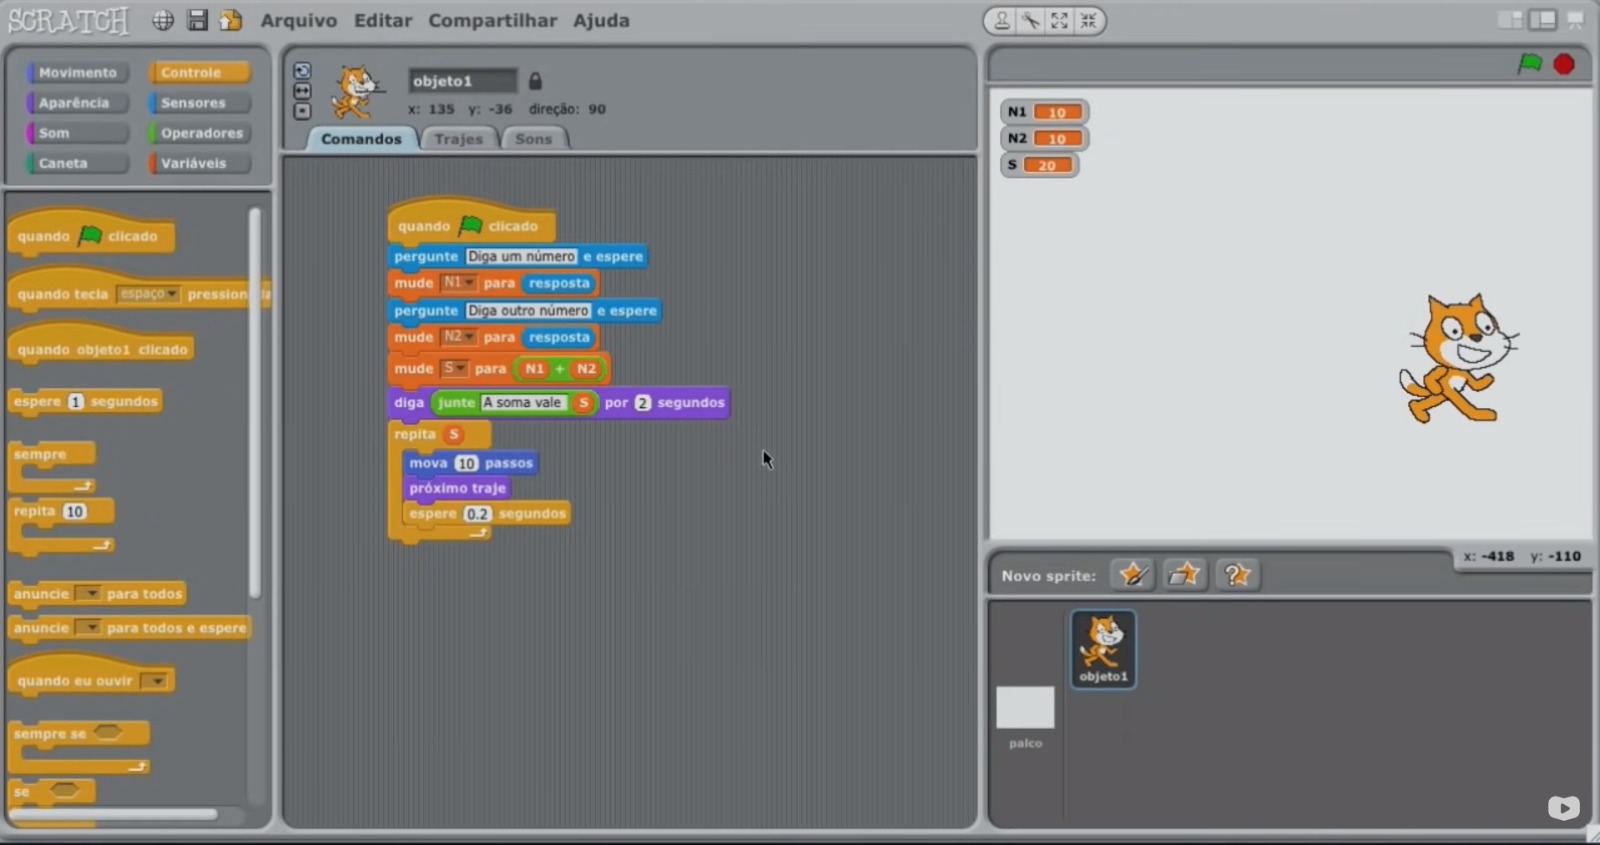 SCRATCH Arquivo Editar Compartilhar Ajuda
Movimento Controle
Aparência Sensores
Som Operadores
Caneta Variáveis
quando clicado
quando tecla espaço pression
quando objeto1 clicado
espere 1 segundos
sempre
repita 10
anuncie para todos
anuncie para todos e espere
quando eu ouvir
sempre se
se
objeto1
x: 135 y: -36 direção: 90
Comandos Trajes Sons
quando clicado
pergunte Diga um número e espere
mude N1 para resposta
pergunte Diga outro número e espere
mude N2 para resposta
mude S para N1 + N2
diga junte A soma vale S por 2 segundos
repita S
mova 10 passos
próximo traje
espere 0.2 segundos
N1 10
N2 10
S 20
x: -418 y: -110
Novo sprite:
objeto1
palco